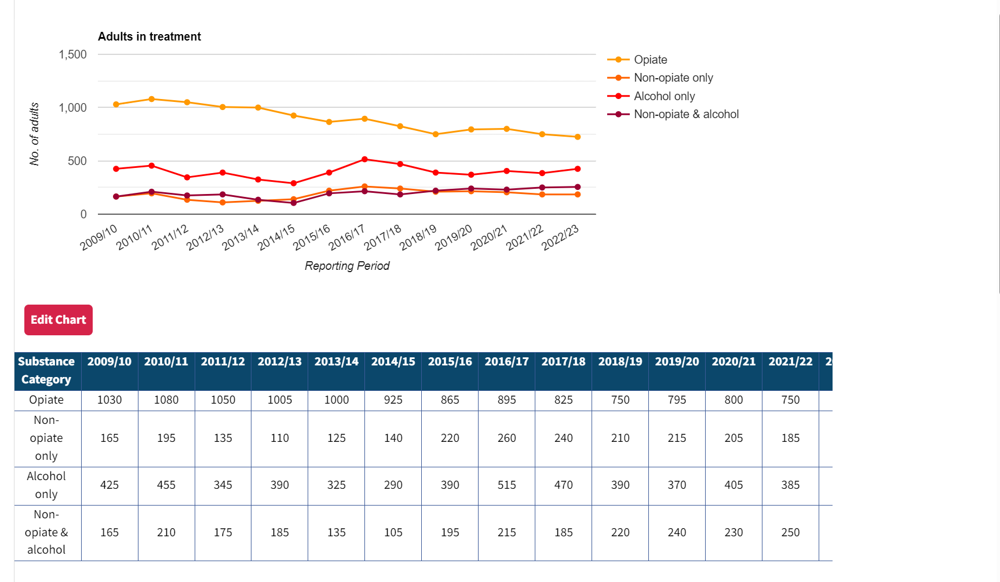 Adults in treatment
1,500
1,000
500
0
No. of adults
2009/10
2010/11
2011/12
2012/13
2013/14
2014/15
2015/16
2016/17
2017/18
2018/19
2019/20
2020/21
2021/22
2022/23
Reporting Period
Opiate
Non-opiate only
Alcohol only
Non-opiate & alcohol
Edit Chart
Substance 2009/10 2010/11 2011/12 2012/13 2013/14 2014/15 2015/16 2016/17 2017/18 2018/19 2019/20 2020/21 2021/22 2
Category
Opiate 1030 1080 1050 1005 1000 925 865 895 825 750 795 800 750
Non-
opiate 165 195 135 110 125 140 220 260 240 210 215 205 185
only
Alcohol
only 425 455 345 390 325 290 390 515 470 390 370 405 385
Non-
opiate & 165 210 175 185 135 105 195 215 185 220 240 230 250
alcohol